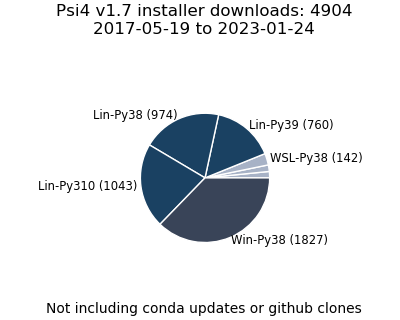 Psi4 v1.7 installer downloads: 4904
2017-05-19 to 2023-01-24
Lin-Py38 (974)
Lin-Py39 (760)
WSL-Py38 (142)
Lin-Py310 (1043)
Win-Py38 (1827)
Not including conda updates or github clones